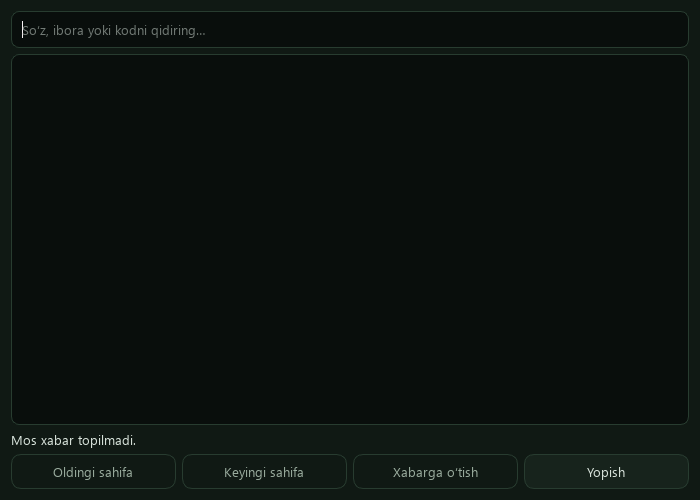 So‘z, ibora yoki kodni qidiring...
Mos xabar topilmadi.
Oldingi sahifa
Keyingi sahifa
Xabarga o‘tish
Yopish